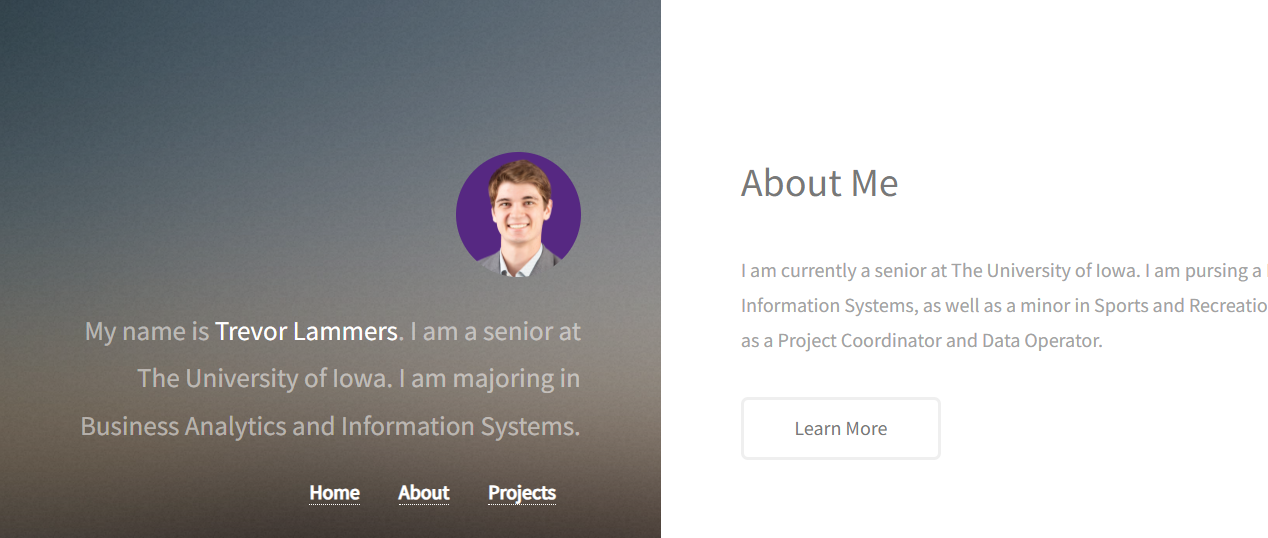 My name is Trevor Lammers. I am a senior at
The University of Iowa. I am majoring in
Business Analytics and Information Systems.
Home About Projects
About Me
I am currently a senior at The University of Iowa. I am pursing a
Information Systems, as well as a minor in Sports and Recreatio
as a Project Coordinator and Data Operator.
Learn More